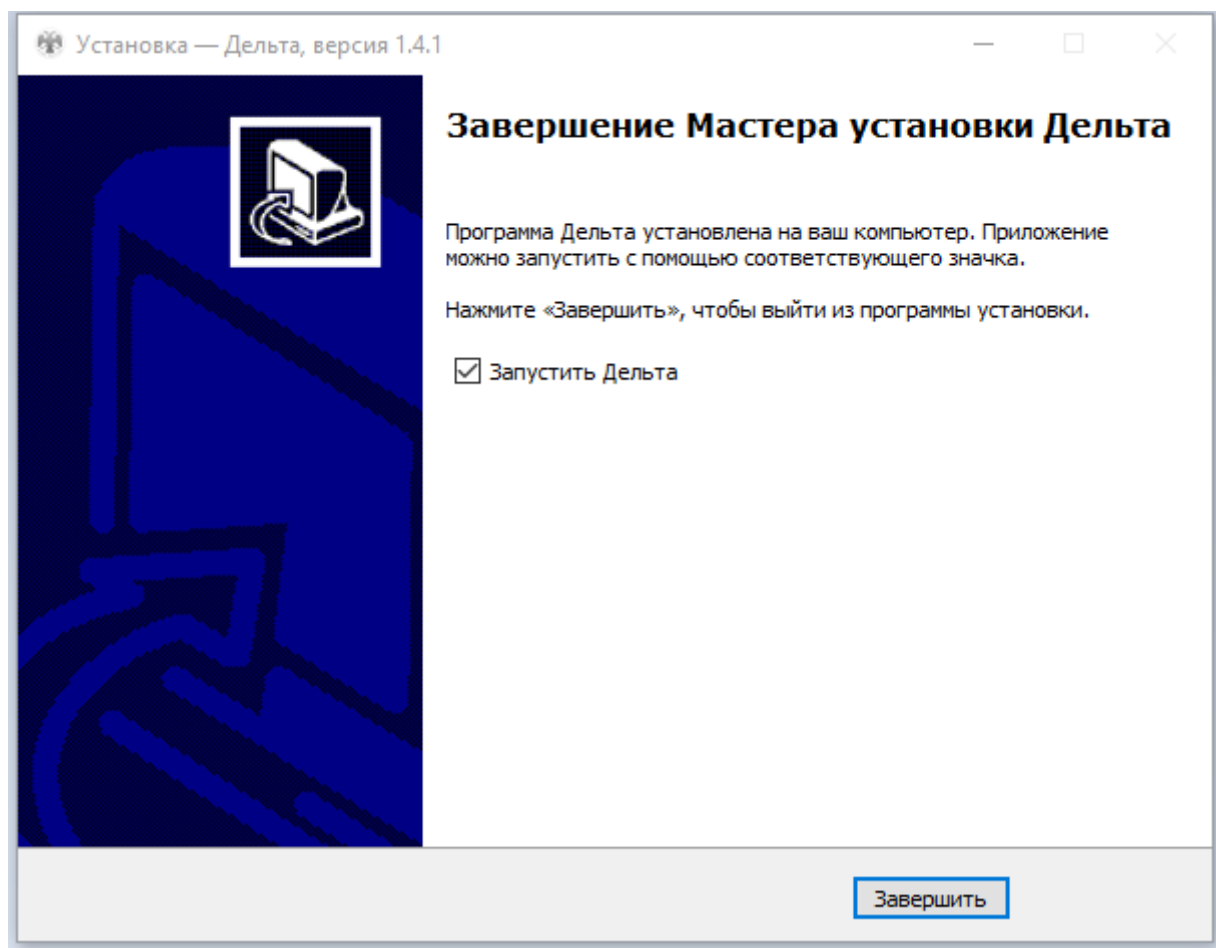 Установка — Дельта, версия 1.4.1
Завершение Мастера установки Дельта
Программа Дельта установлена на ваш компьютер. Приложение
можно запустить с помощью соответствующего значка.
Нажмите «Завершить», чтобы выйти из программы установки.
Запустить Дельта
Завершить